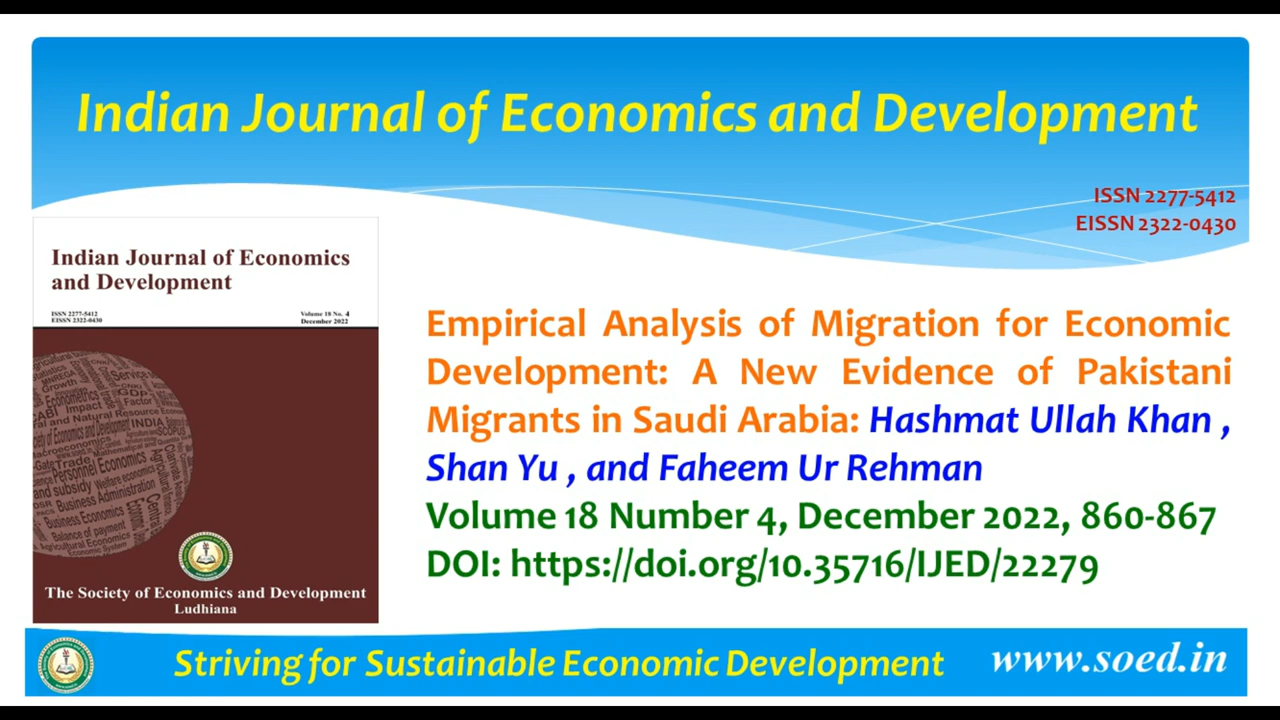 Indian Journal of Economics and Development
ISSN 2277-5412
EISSN 2322-0430
Indian Journal of Economics
and Development
ISSN 2277-5412
EISSN 2322-0430
Volume 18 No. 4
December 2022
The Society of Economics and Development
Ludhiana
Empirical Analysis of Migration for Economic
Development: A New Evidence of Pakistani
Migrants in Saudi Arabia: Hashmat Ullah Khan ,
Shan Yu , and Faheem Ur Rehman
Volume 18 Number 4, December 2022, 860-867
DOI: https://doi.org/10.35716/IJED/22279
Striving for Sustainable Economic Development
www.soed.in